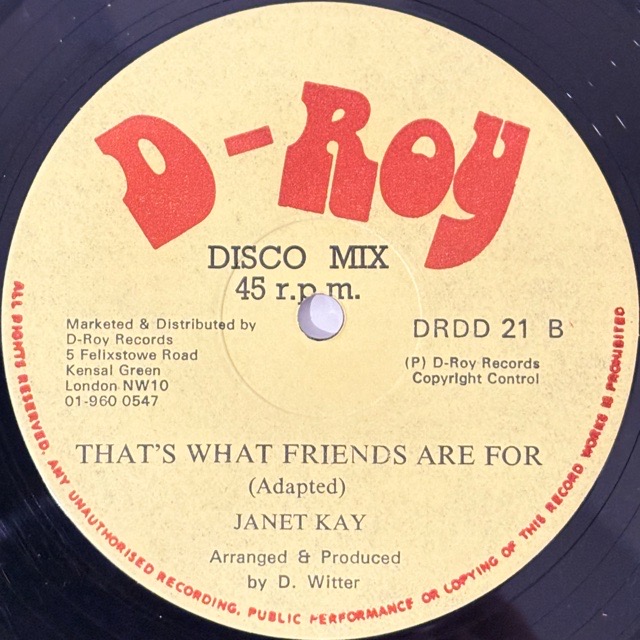 D-Roy
DISCO MIX
45 r.p.m.
Marketed & Distributed by
D-Roy Records
5 Felixstowe Road
Kensal Green
London NW10
01-960 0547
DRDD 21 B
(P) D-Roy Records
Copyright Control
THAT'S WHAT FRIENDS ARE FOR
(Adapted)
JANET KAY
Arranged & Produced
by D. Witter
ALL RIGHTS RESERVED. ANY UNAUTHORISED RECORDING, PUBLIC PERFORMANCE OR COPYING OF THIS RECORD WORKS IS PROHIBITED